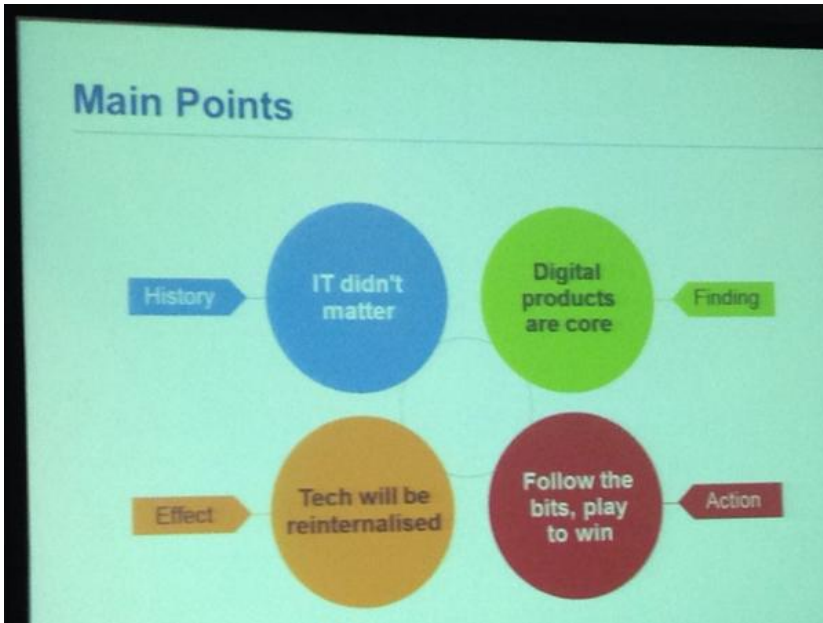 Main Points
History
IT didn't
matter
Digital
products
are core
Finding
Effect
Tech will be
reinternalised
Follow the
bits, play
to win
Action